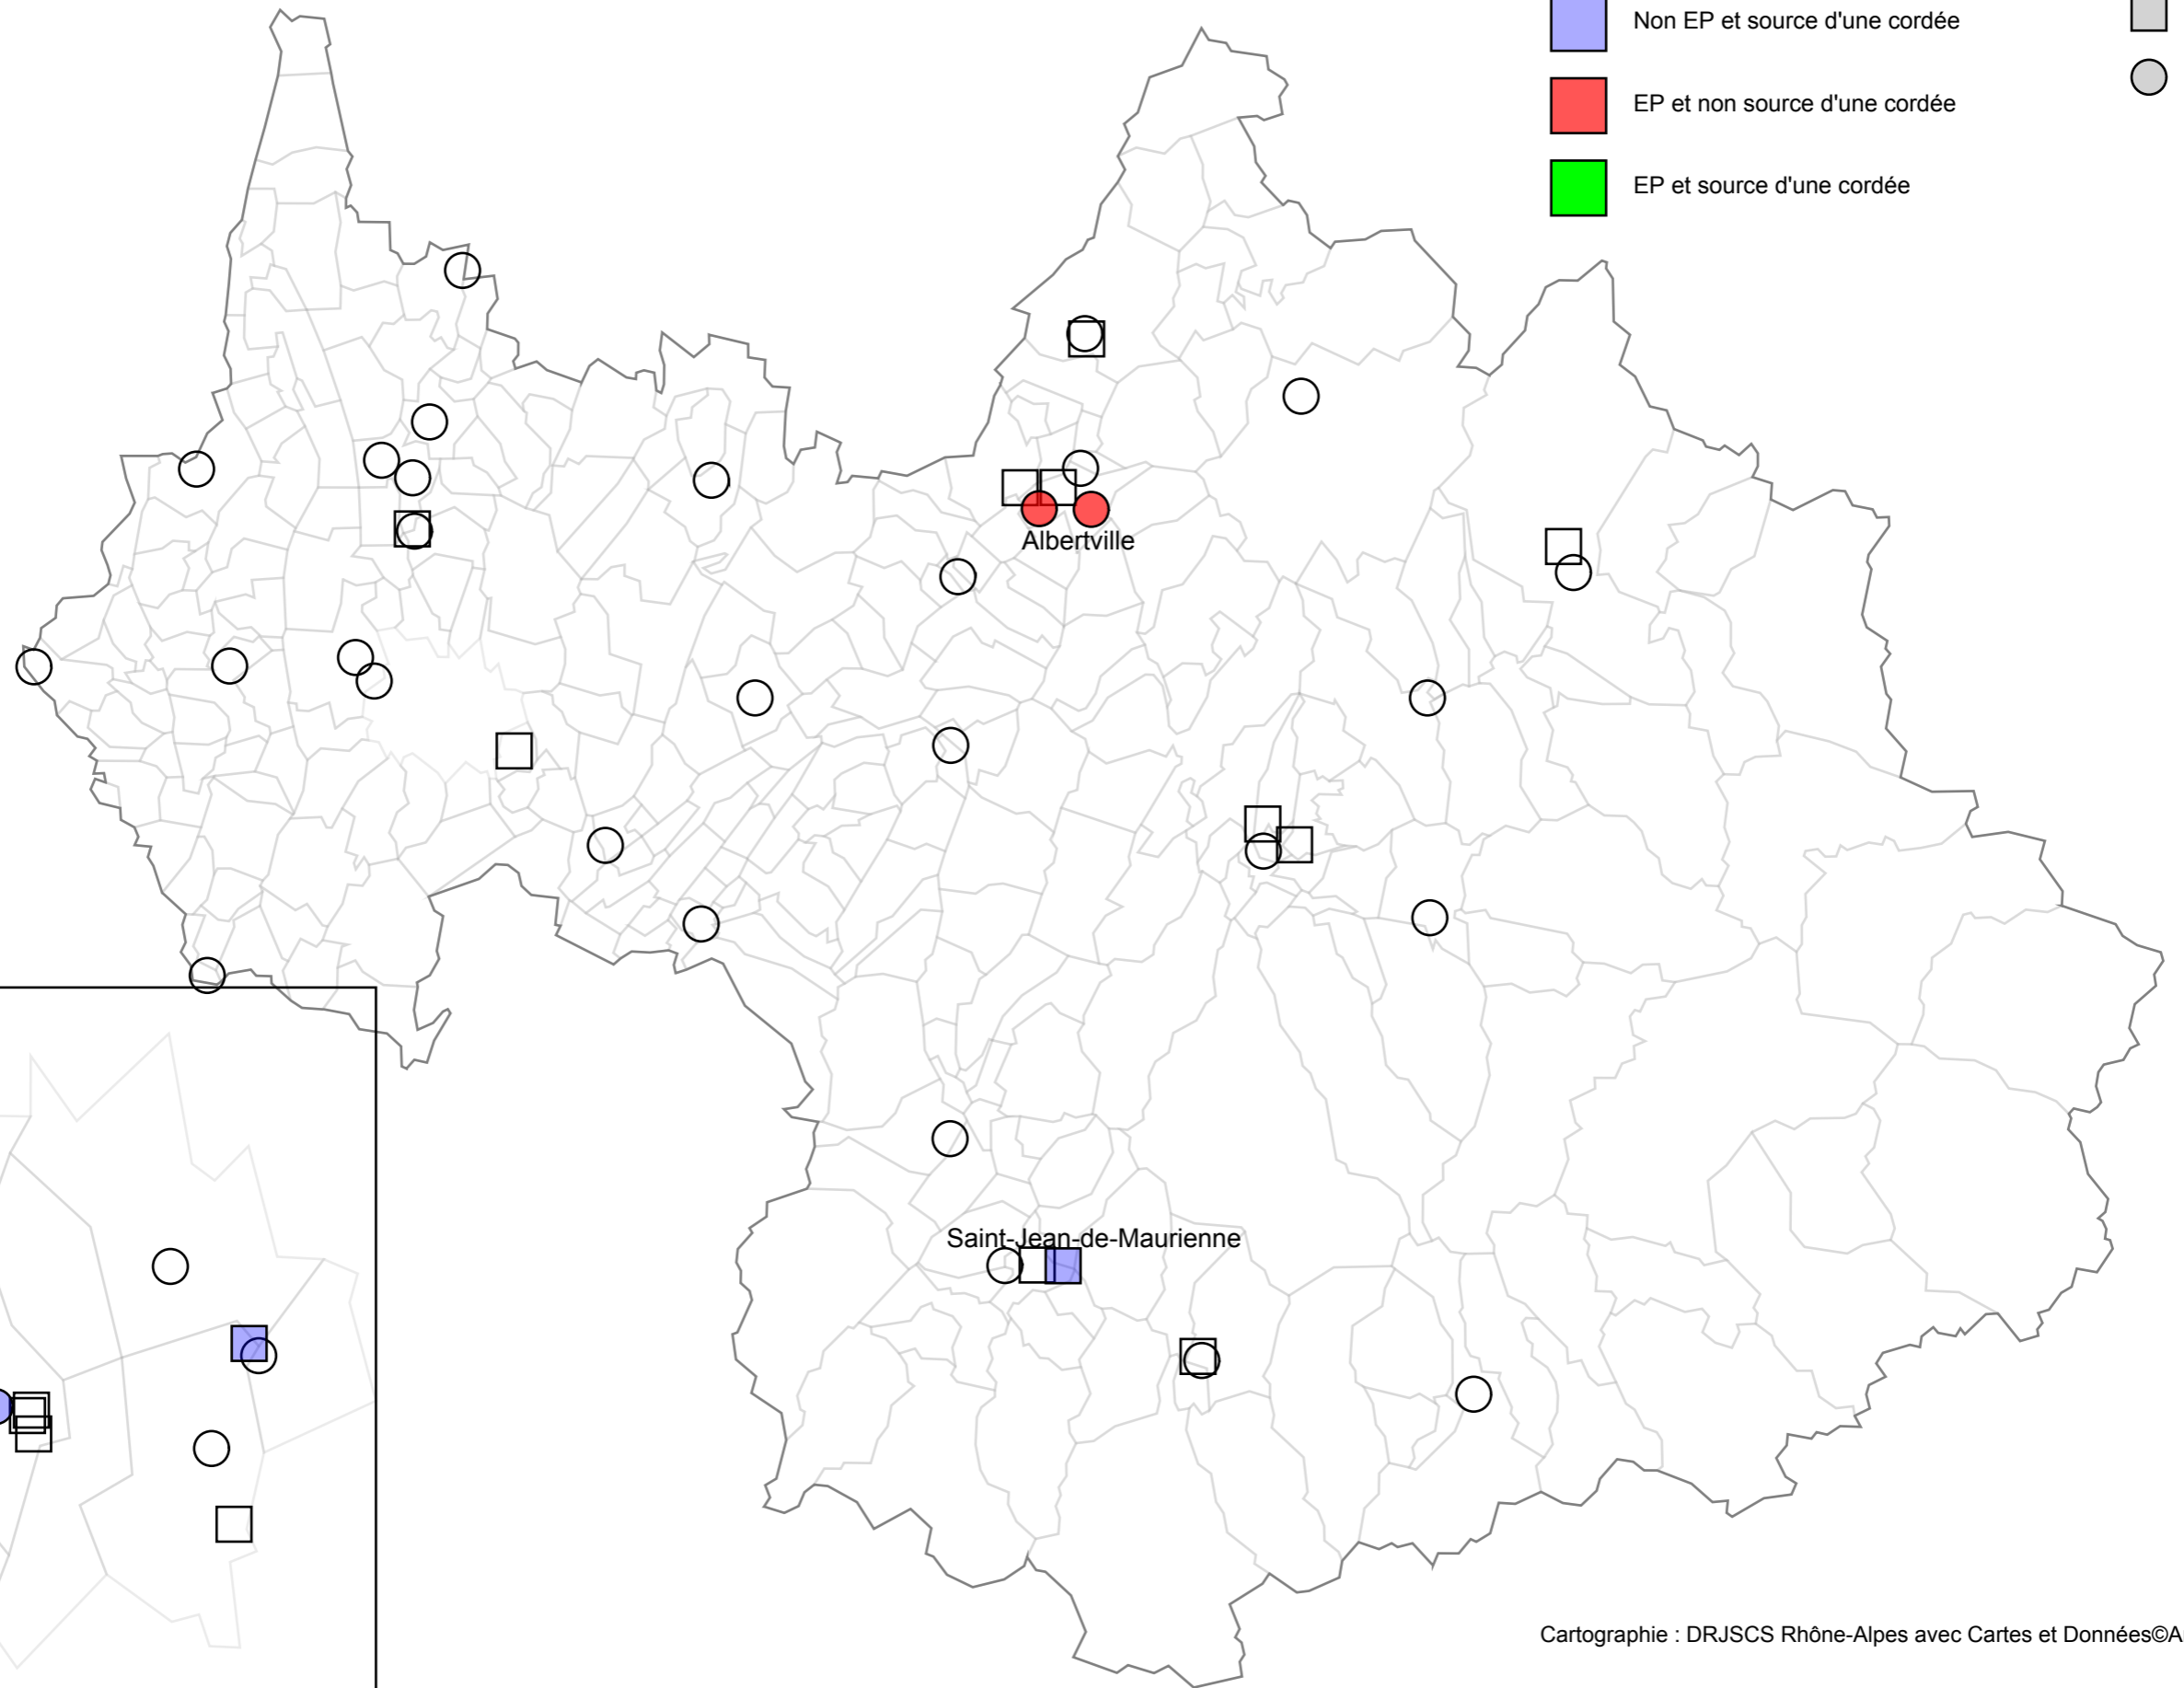 Non EP et source d'une cordée
EP et non source d'une cordée
EP et source d'une cordée
Albertville
Saint-Jean-de-Maurienne
Cartographie : DRJSCS Rhône-Alpes avec Cartes et Données©A